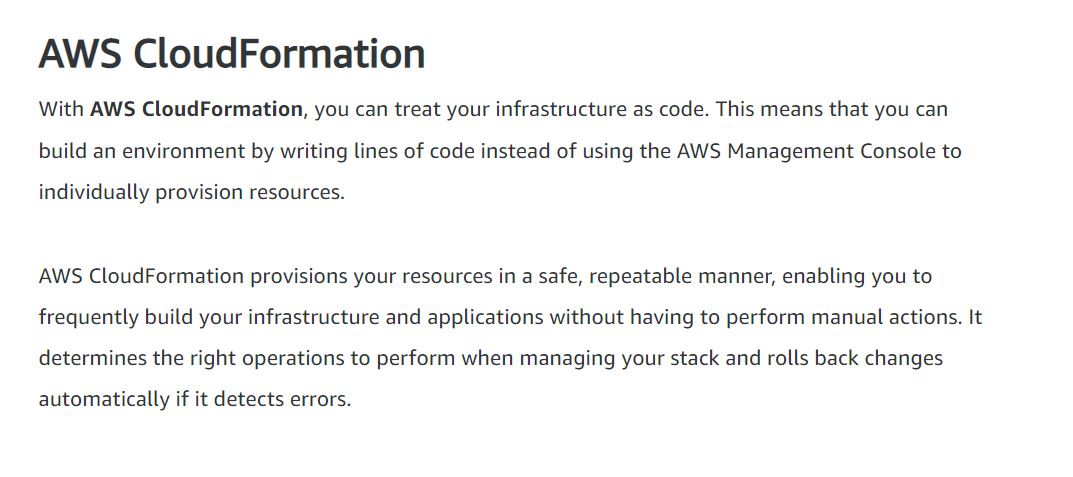 AWS CloudFormation
With AWS CloudFormation, you can treat your infrastructure as code. This means that you can
build an environment by writing lines of code instead of using the AWS Management Console to
individually provision resources.
AWS CloudFormation provisions your resources in a safe, repeatable manner, enabling you to
frequently build your infrastructure and applications without having to perform manual actions. It
determines the right operations to perform when managing your stack and rolls back changes
automatically if it detects errors.